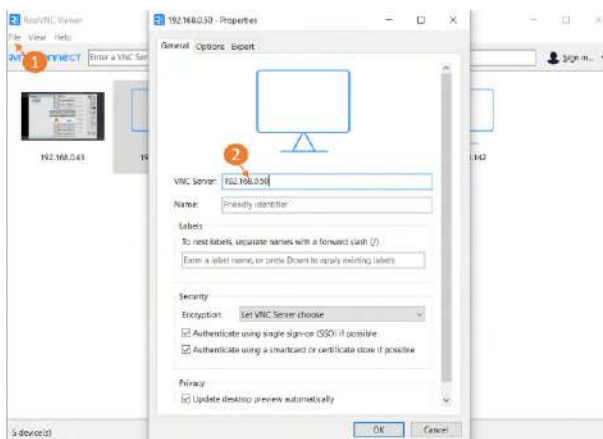 RealVNC Viewer
File View Help
1
Enter a VNC Ser
Sign in...
192.168.0.43
19
.142
5 device(s)
192.168.0.50 - Properties
General Options Expert
2
VNC Server: 192.168.0.50
Name: Friendly identifier
Labels
To nest labels, separate names with a forward slash (/)
Enter a label name, or press Down to apply existing labels
Security
Encryption: Let VNC Server choose
Authenticate using single sign-on (SSO) if possible
Authenticate using a smartcard or certificate store if possible
Privacy
Update desktop preview automatically
OK Cancel